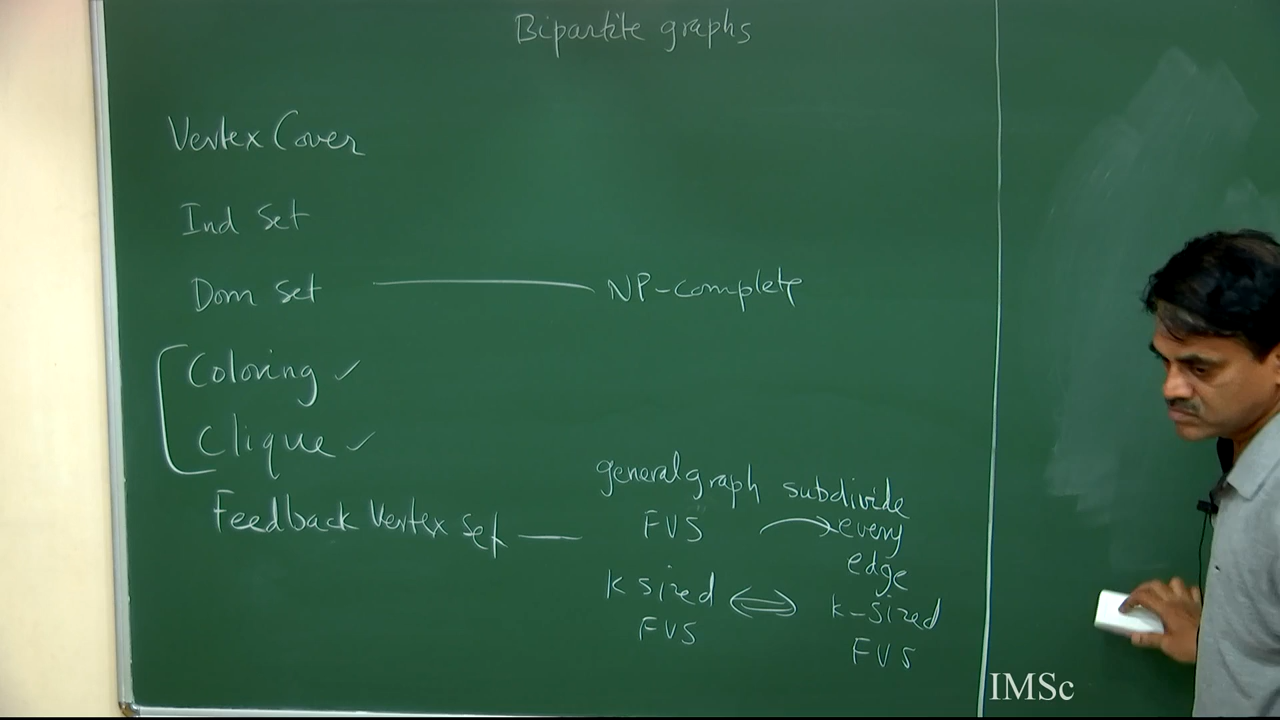 Bipartite graphs
Vertex Cover
Ind Set
Dom Set — NP-complete
Coloring ✓
Clique ✓
Feedback Vertex Set —
general graph
FVS
k sized
FVS
subdivide
every
edge
k-sized
FVS
IMSc